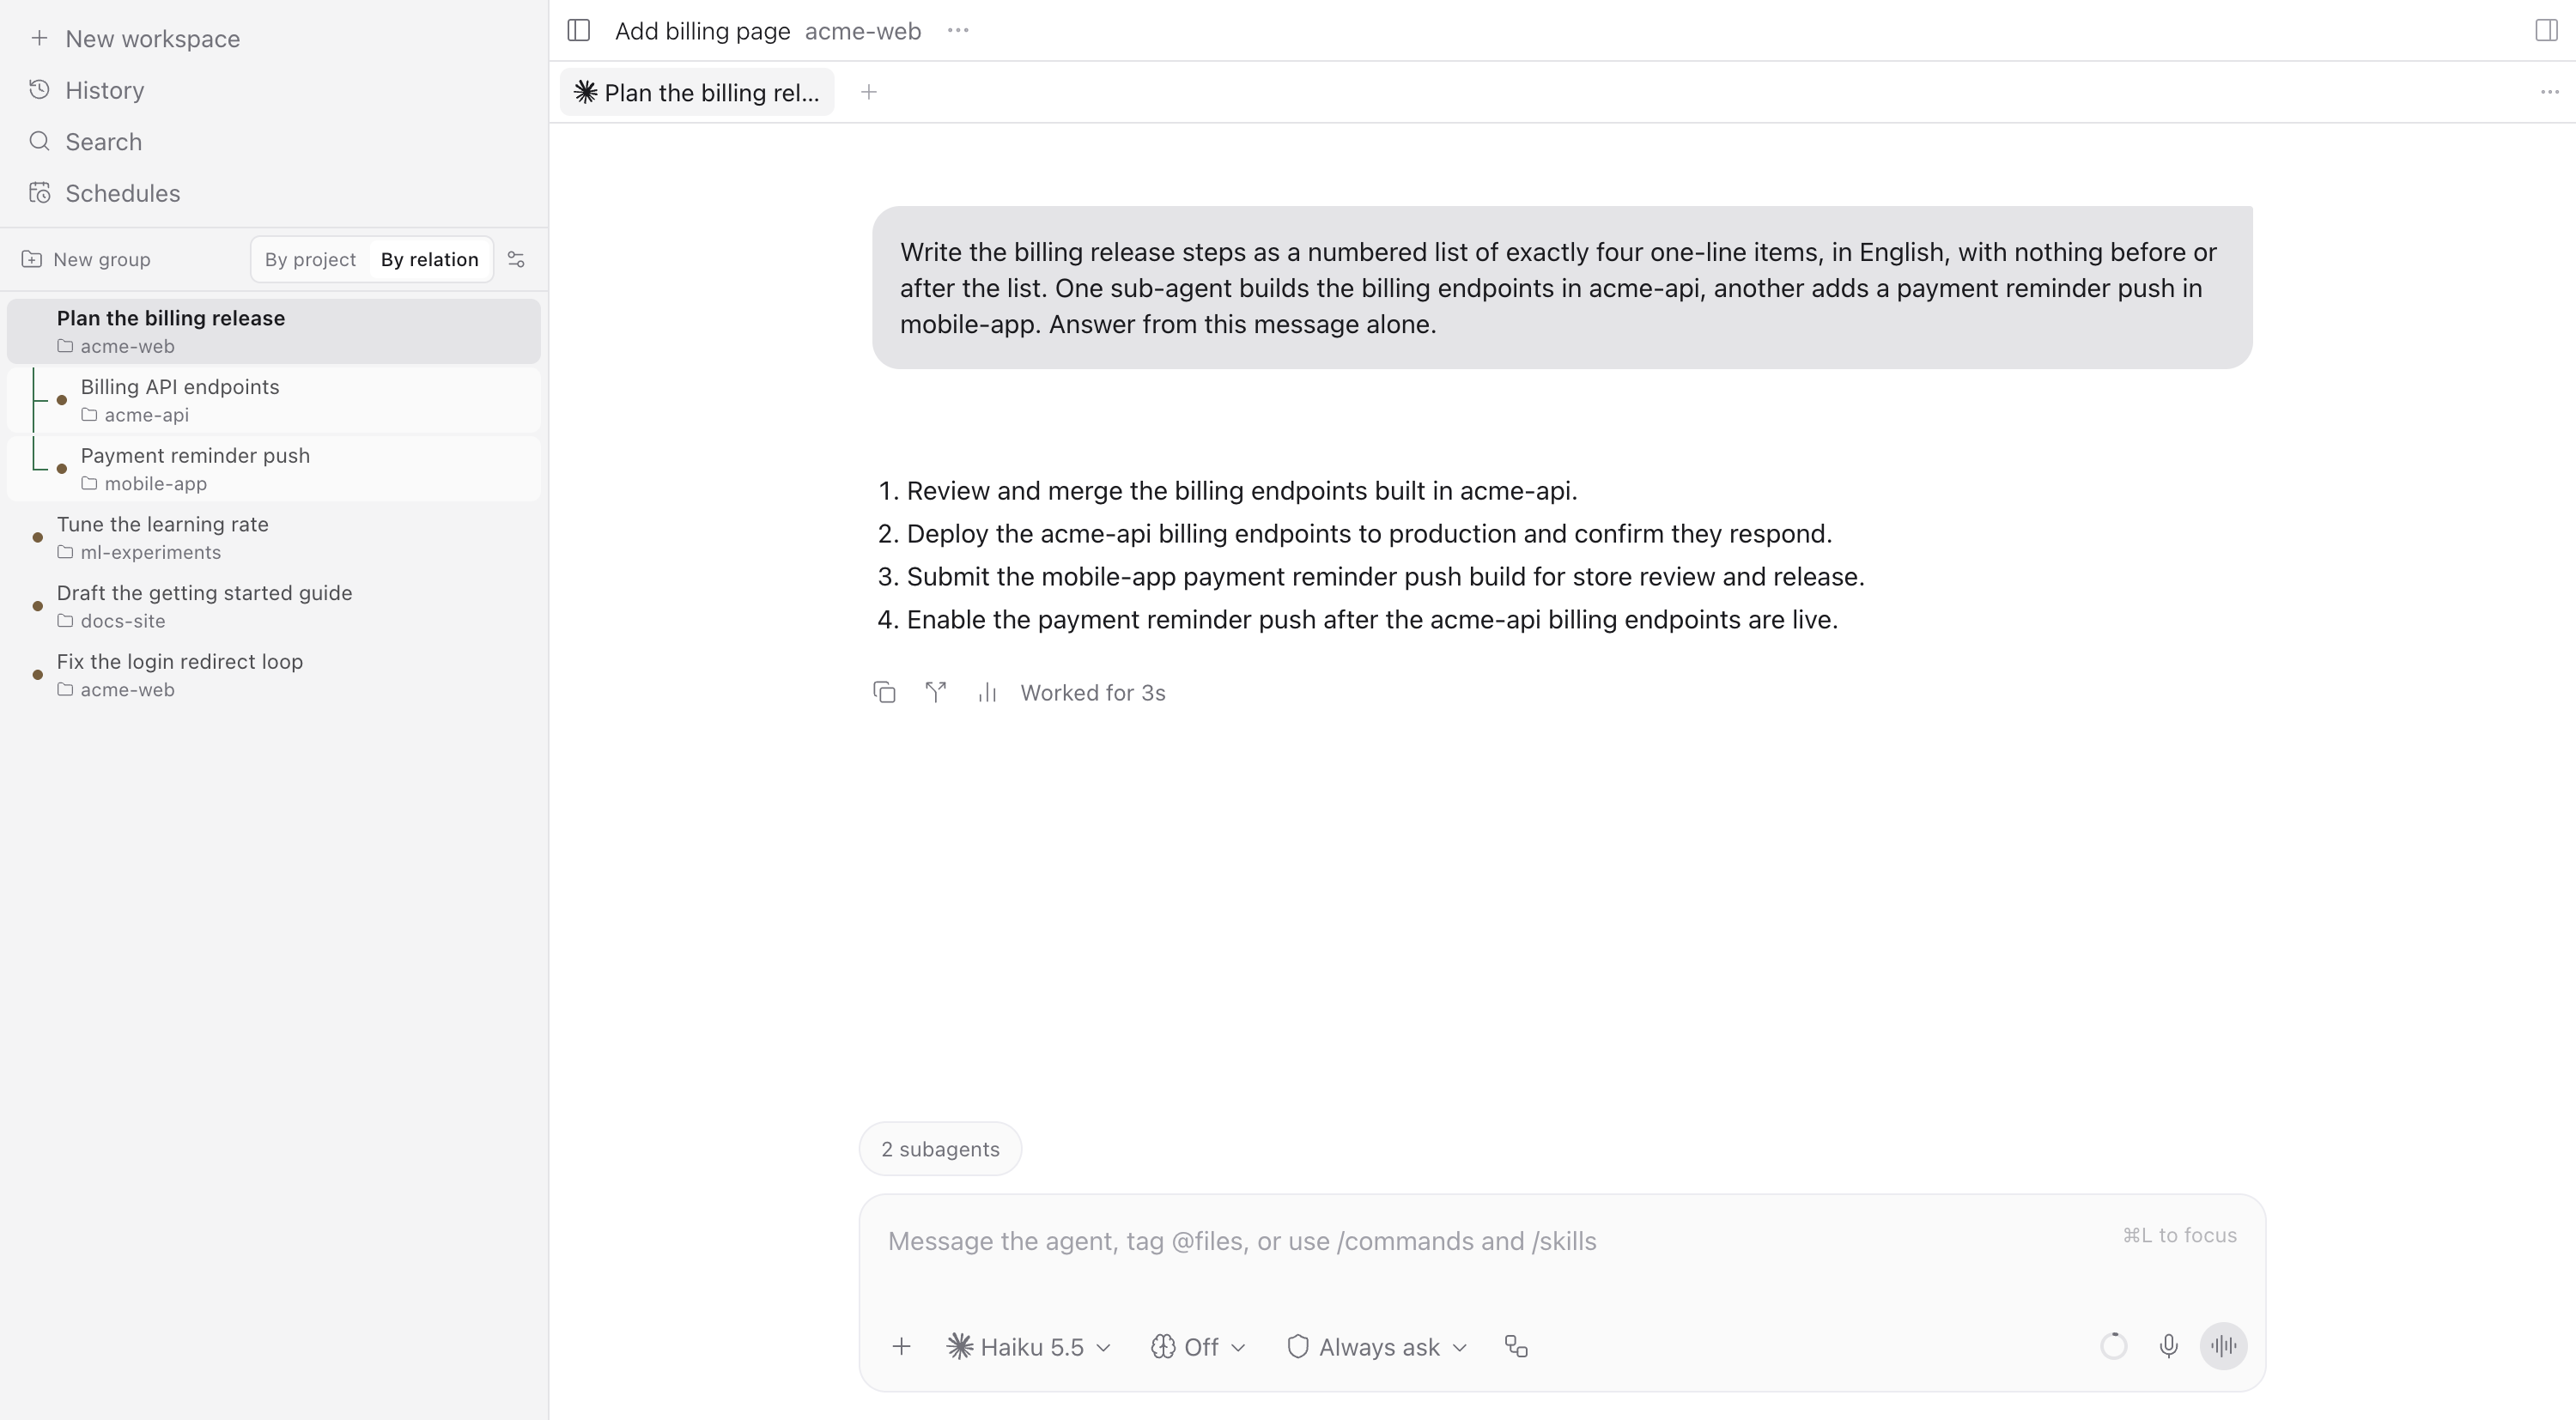 New workspace
History
Search
Schedules
New group
By project
By relation
Plan the billing release
acme-web
Billing API endpoints
acme-api
Payment reminder push
mobile-app
Tune the learning rate
ml-experiments
Draft the getting started guide
docs-site
Fix the login redirect loop
acme-web
Add billing page acme-web
Plan the billing rel...
Write the billing release steps as a numbered list of exactly four one-line items, in English, with nothing before or
after the list. One sub-agent builds the billing endpoints in acme-api, another adds a payment reminder push in
mobile-app. Answer from this message alone.
1. Review and merge the billing endpoints built in acme-api.
2. Deploy the acme-api billing endpoints to production and confirm they respond.
3. Submit the mobile-app payment reminder push build for store review and release.
4. Enable the payment reminder push after the acme-api billing endpoints are live.
Worked for 3s
2 subagents
Message the agent, tag @files, or use /commands and /skills
⌘L to focus
Haiku 5.5
Off
Always ask